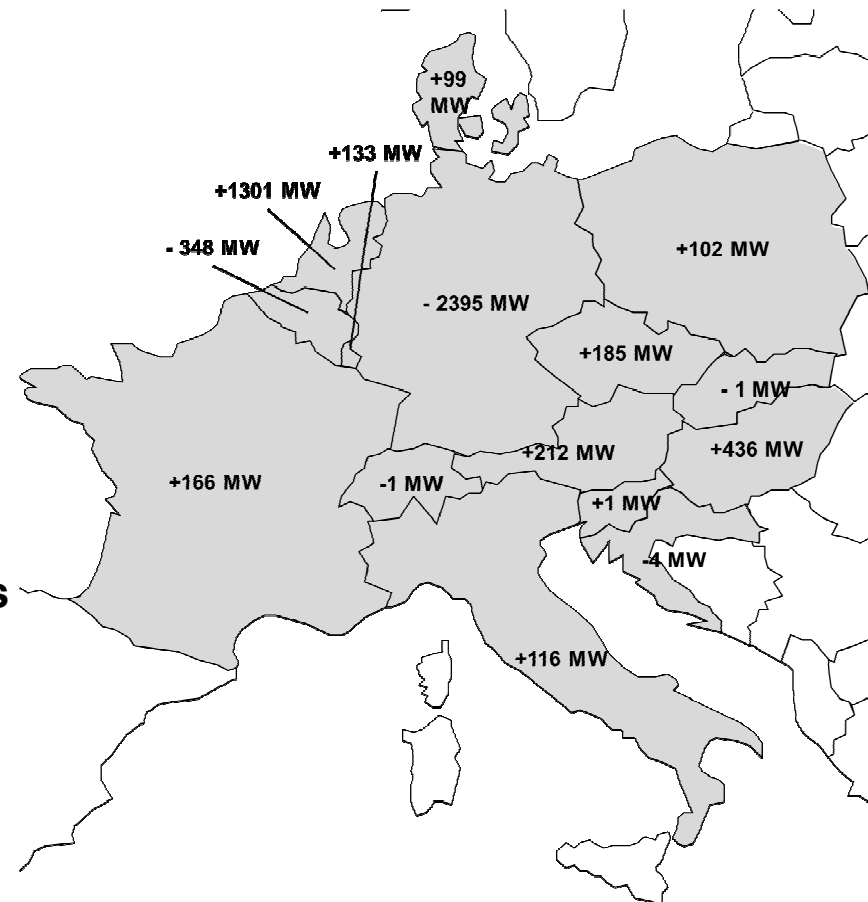 +99
MW
+133 MW
+1301 MW
- 348 MW
+102 MW
- 2395 MW
+185 MW
- 1 MW
+212 MW
+436 MW
+166 MW
-1 MW
+1 MW
-4 MW
s
+116 MW